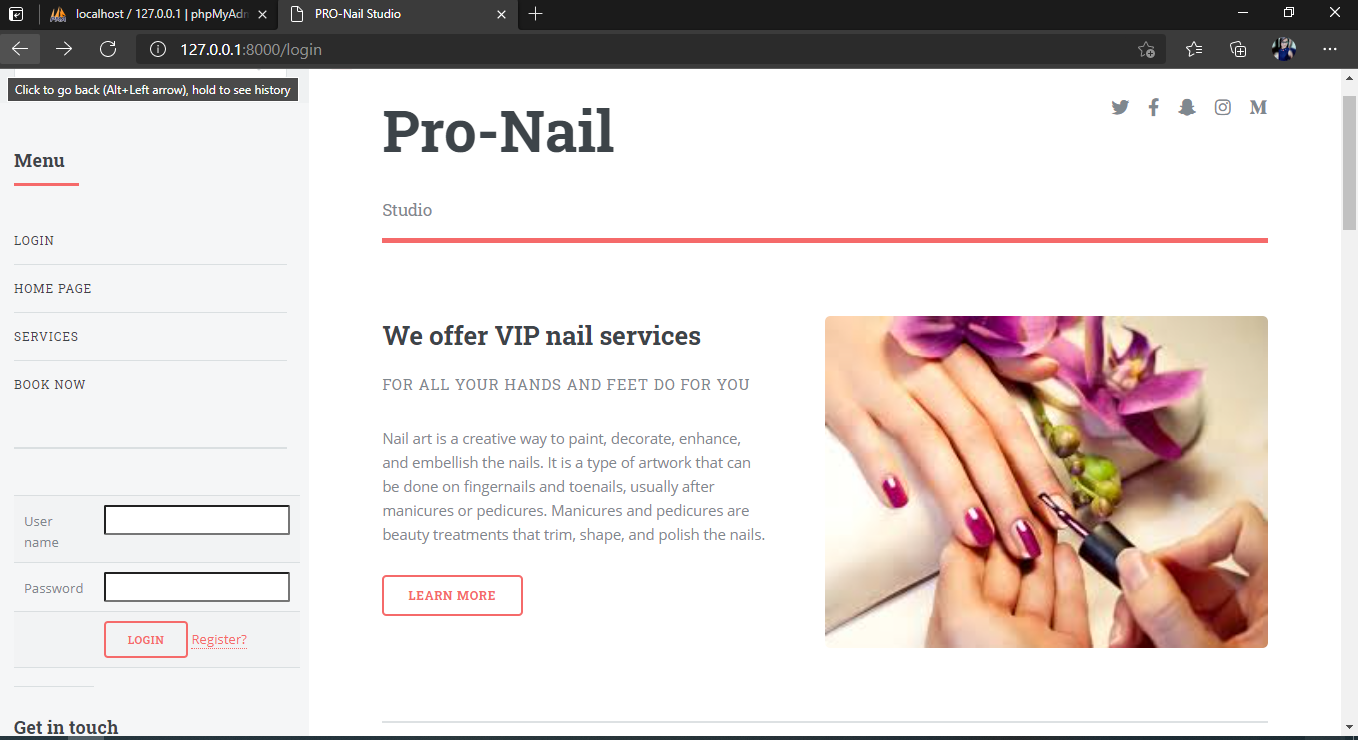 localhost / 127.0.0.1 | phpMyAdn
PRO-Nail Studio
127.0.0.1:8000/login
Click to go back (Alt+Left arrow), hold to see history
Menu
LOGIN
HOME PAGE
SERVICES
BOOK NOW
User
name
Password
LOGIN Register?
Get in touch
Pro-Nail
M
Studio
We offer VIP nail services
FOR ALL YOUR HANDS AND FEET DO FOR YOU
Nail art is a creative way to paint, decorate, enhance,
and embellish the nails. It is a type of artwork that can
be done on fingernails and toenails, usually after
manicures or pedicures. Manicures and pedicures are
beauty treatments that trim, shape, and polish the nails.
LEARN MORE